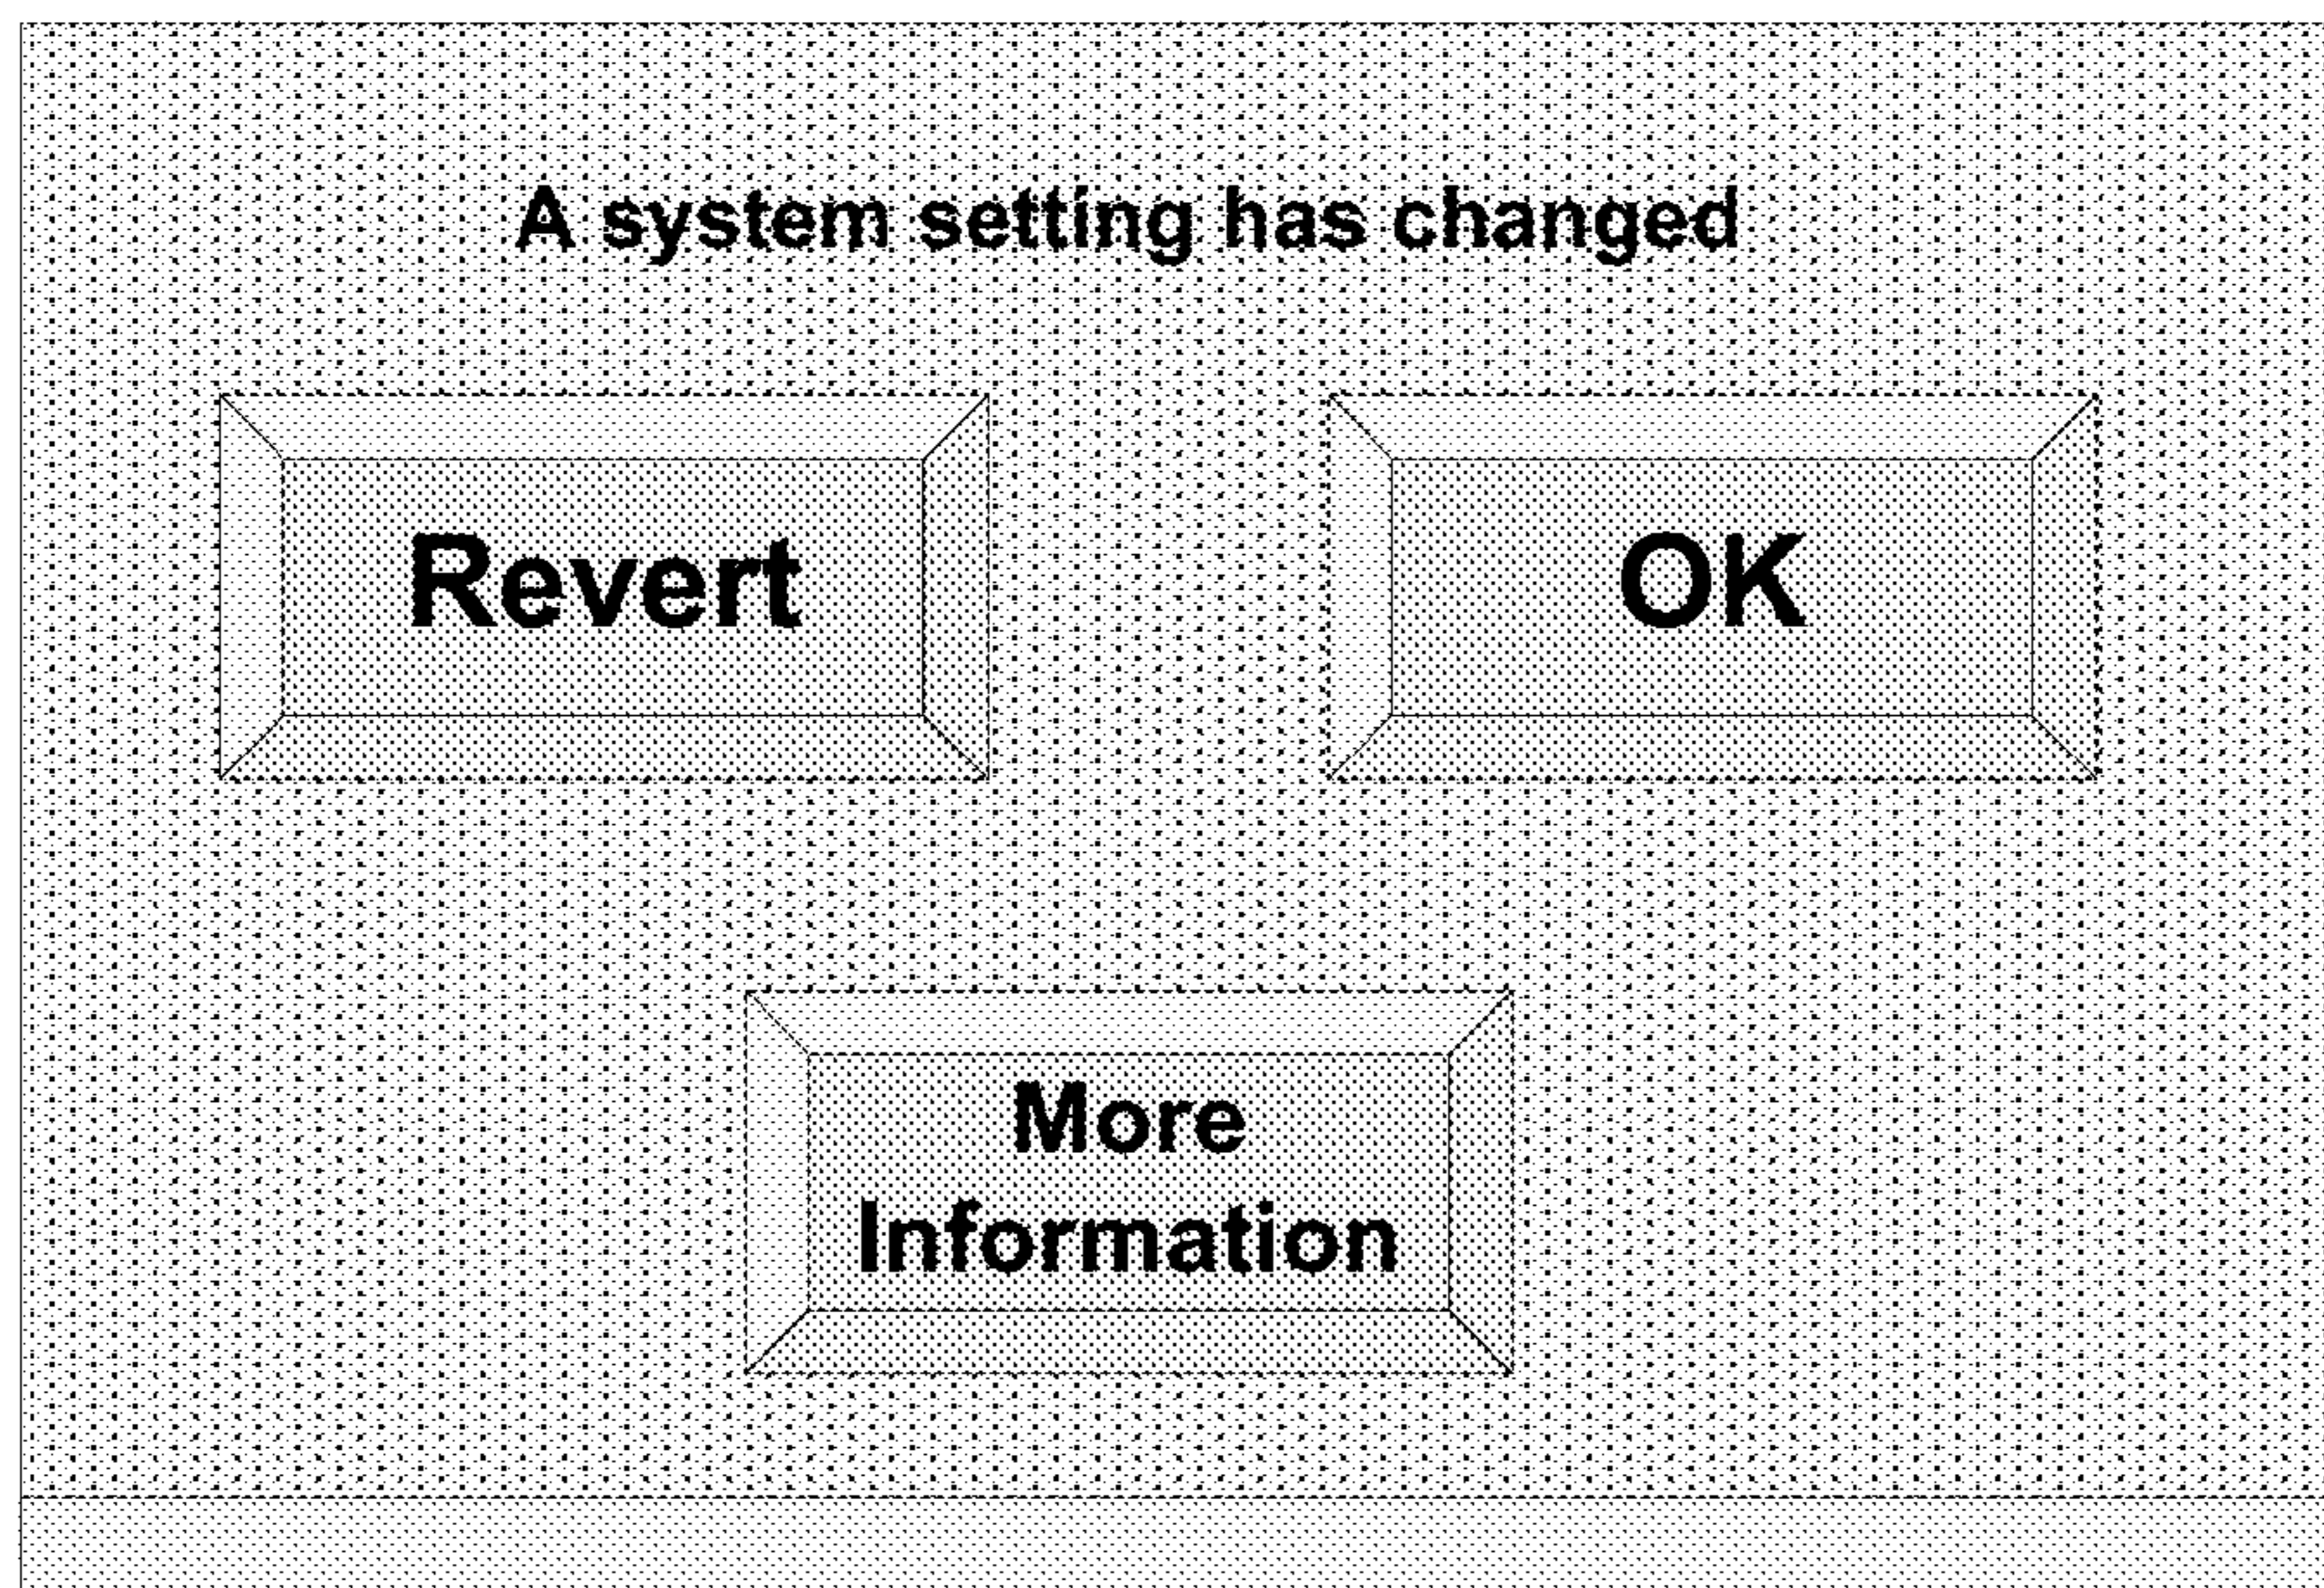 A system setting has changed
Revert
OK
More
Information